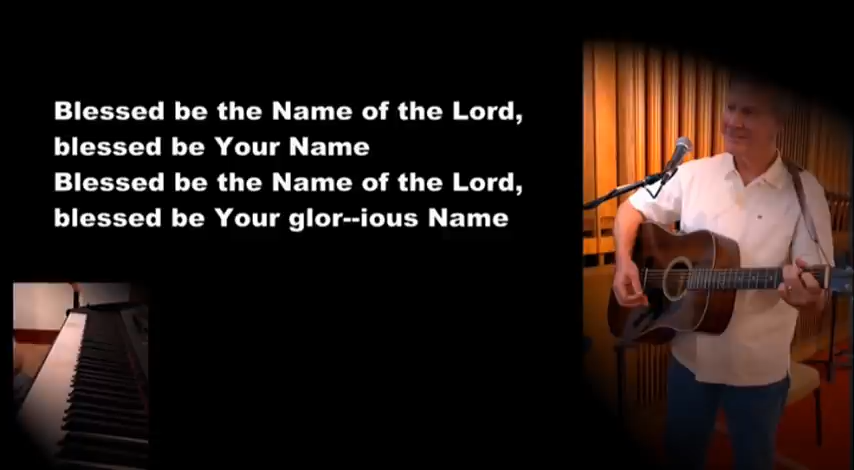 Blessed be the Name of the Lord,
blessed be Your Name
Blessed be the Name of the Lord,
blessed be Your glor--ious Name